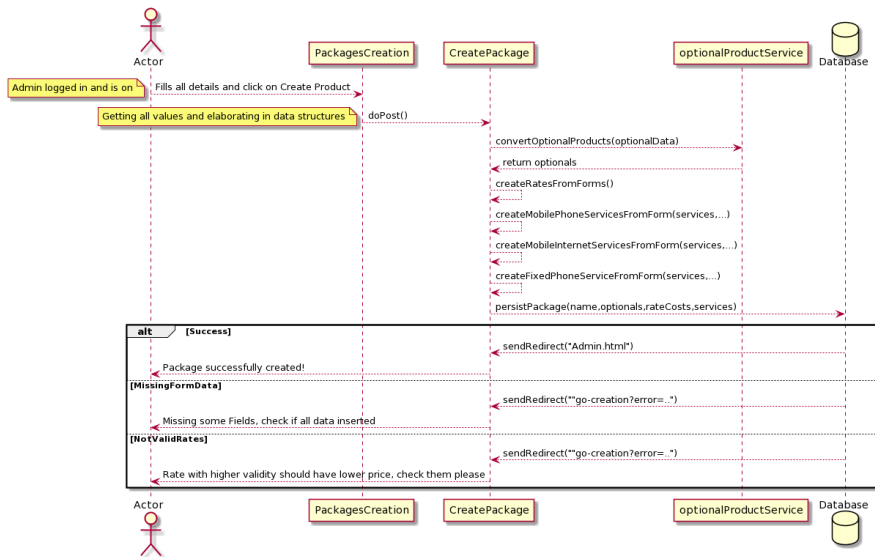 Actor
PackagesCreation
CreatePackage
optionalProductService
Database
Admin logged in and is on
Fills all details and click on Create Product
Getting all values and elaborating in data structures
doPost()
convertOptionalProducts(optionalData)
return optionals
createRatesFromForms()
createMobilePhoneServicesFromForm(services,...)
createMobileInternetServicesFromForm(services,...)
createFixedPhoneServiceFromForm(services,...)
persistPackage(name,optionals,rateCosts,services)
alt [Success]
sendRedirect("Admin.html")
Package successfully created!
[MissingFormData]
sendRedirect(""go-creation?error=..")
Missing some Fields, check if all data inserted
[NotValidRates]
sendRedirect(""go-creation?error=..")
Rate with higher validity should have lower price, check them please
Actor
PackagesCreation
CreatePackage
optionalProductService
Database